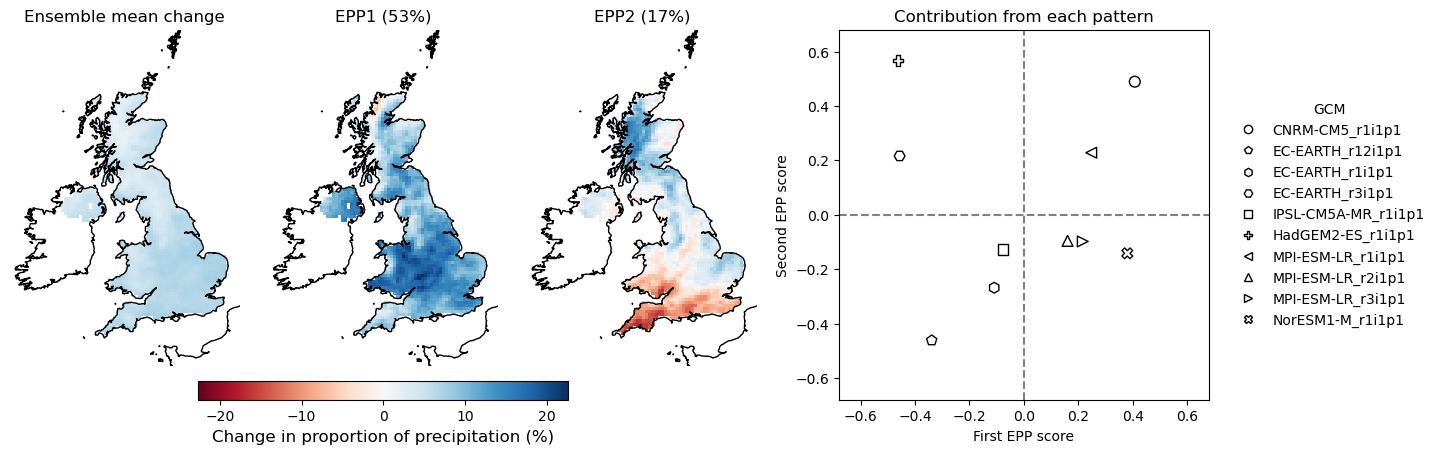 Ensemble mean change
EPP1 (53%)
EPP2 (17%)
Contribution from each pattern
−20
−10
0
10
20
Change in proportion of precipitation (%)
Second EPP score
0.6
0.4
0.2
0.0
−0.2
−0.4
−0.6
−0.6
−0.4
−0.2
0.0
0.2
0.4
0.6
First EPP score
GCM
CNRM-CM5_r1i1p1
EC-EARTH_r12i1p1
EC-EARTH_r1i1p1
EC-EARTH_r3i1p1
IPSL-CM5A-MR_r1i1p1
HadGEM2-ES_r1i1p1
MPI-ESM-LR_r1i1p1
MPI-ESM-LR_r2i1p1
MPI-ESM-LR_r3i1p1
NorESM1-M_r1i1p1